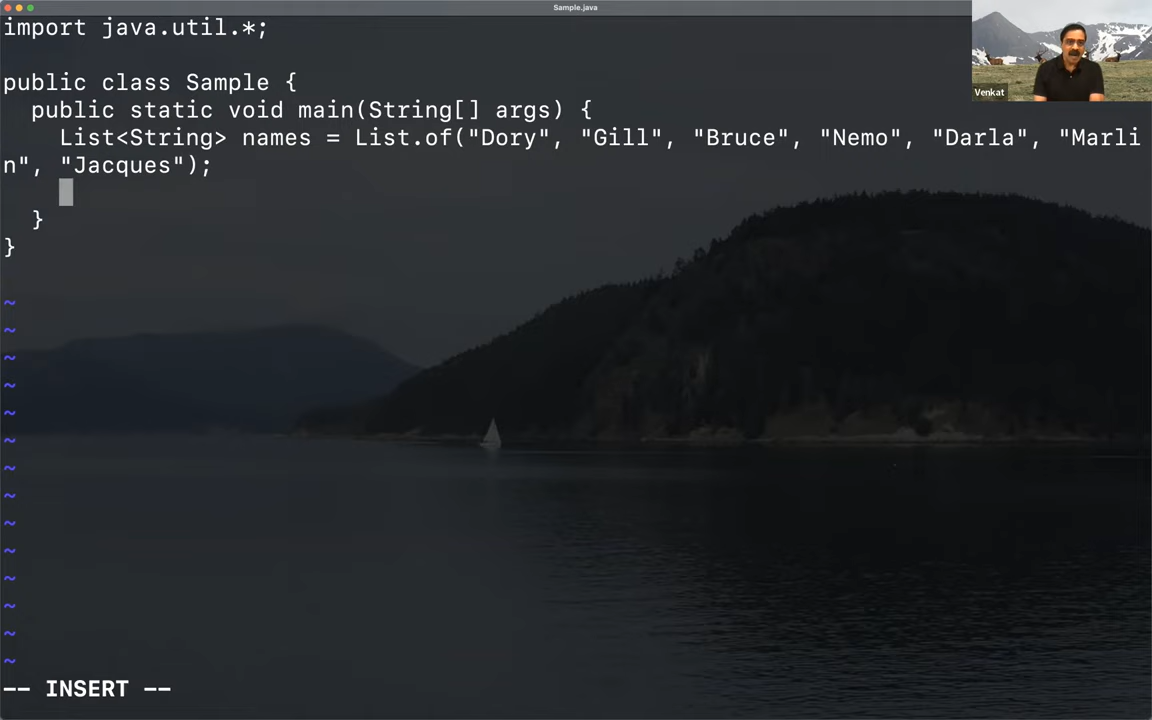 Sample.java
import java.util.*;
public class Sample {
public static void main(String[] args) {
List<String> names = List.of("Dory", "Gill", "Bruce", "Nemo", "Darla", "Marli
n", "Jacques");
}
}
~
~
~
~
~
~
~
~
~
~
~
~
~
~
-- INSERT --
Venkat